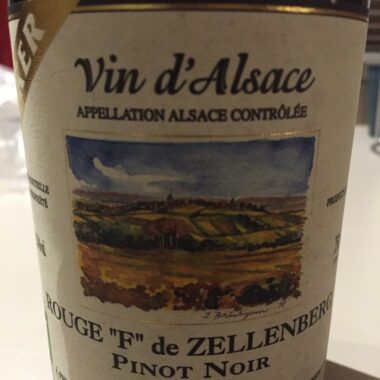 Vin d'Alsace
APPELLATION ALSACE CONTRÔLÉE
ROUGE "F" de ZELLENBERG
PINOT NOIR